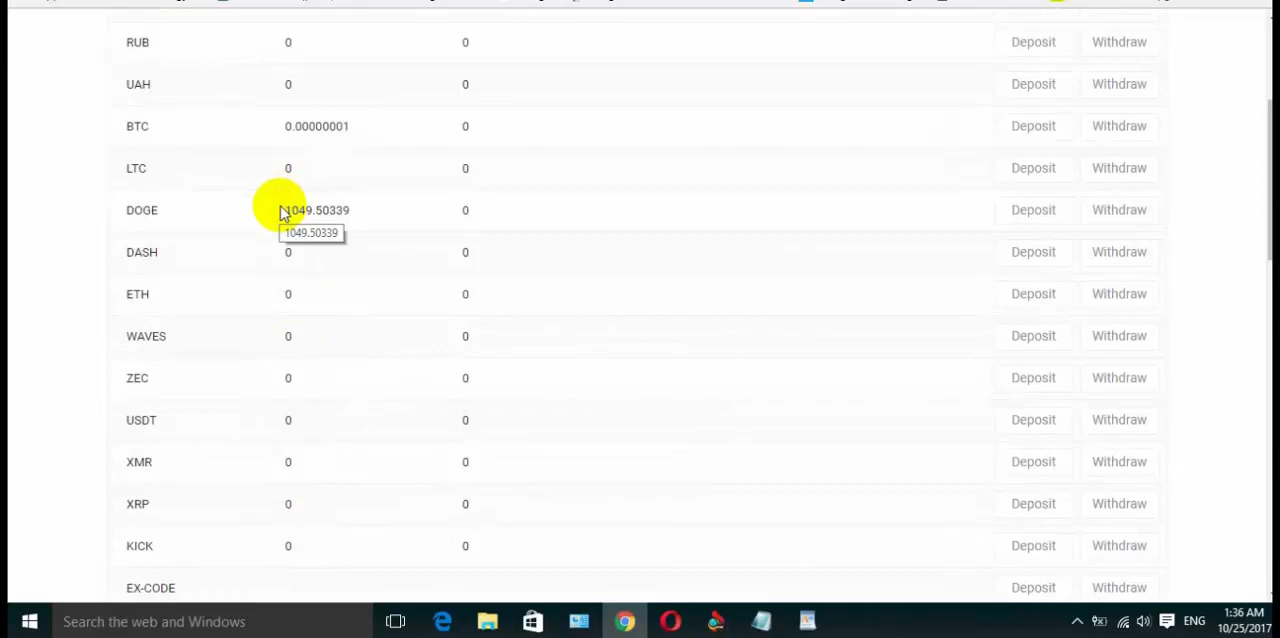 RUB 0 0 Deposit Withdraw
UAH 0 0 Deposit Withdraw
BTC 0.00000001 0 Deposit Withdraw
LTC 0 0 Deposit Withdraw
DOGE 1049.50339 0 Deposit Withdraw
1049.50339
DASH 0 0 Deposit Withdraw
ETH 0 0 Deposit Withdraw
WAVES 0 0 Deposit Withdraw
ZEC 0 0 Deposit Withdraw
USDT 0 0 Deposit Withdraw
XMR 0 0 Deposit Withdraw
XRP 0 0 Deposit Withdraw
KICK 0 0 Deposit Withdraw
EX-CODE Deposit Withdraw
Search the web and Windows ENG 1:36 AM
10/25/2017